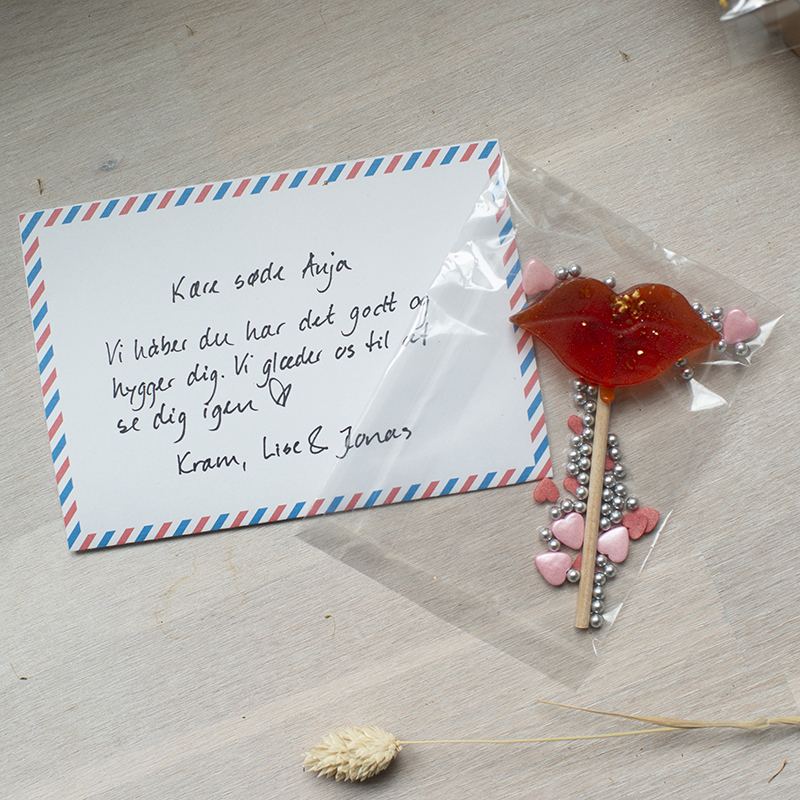 Kære søde Anja
Vi håber du har det godt og
hygger dig. Vi glæder os til at
se dig igen ♡
Kram, Lise & Jonas